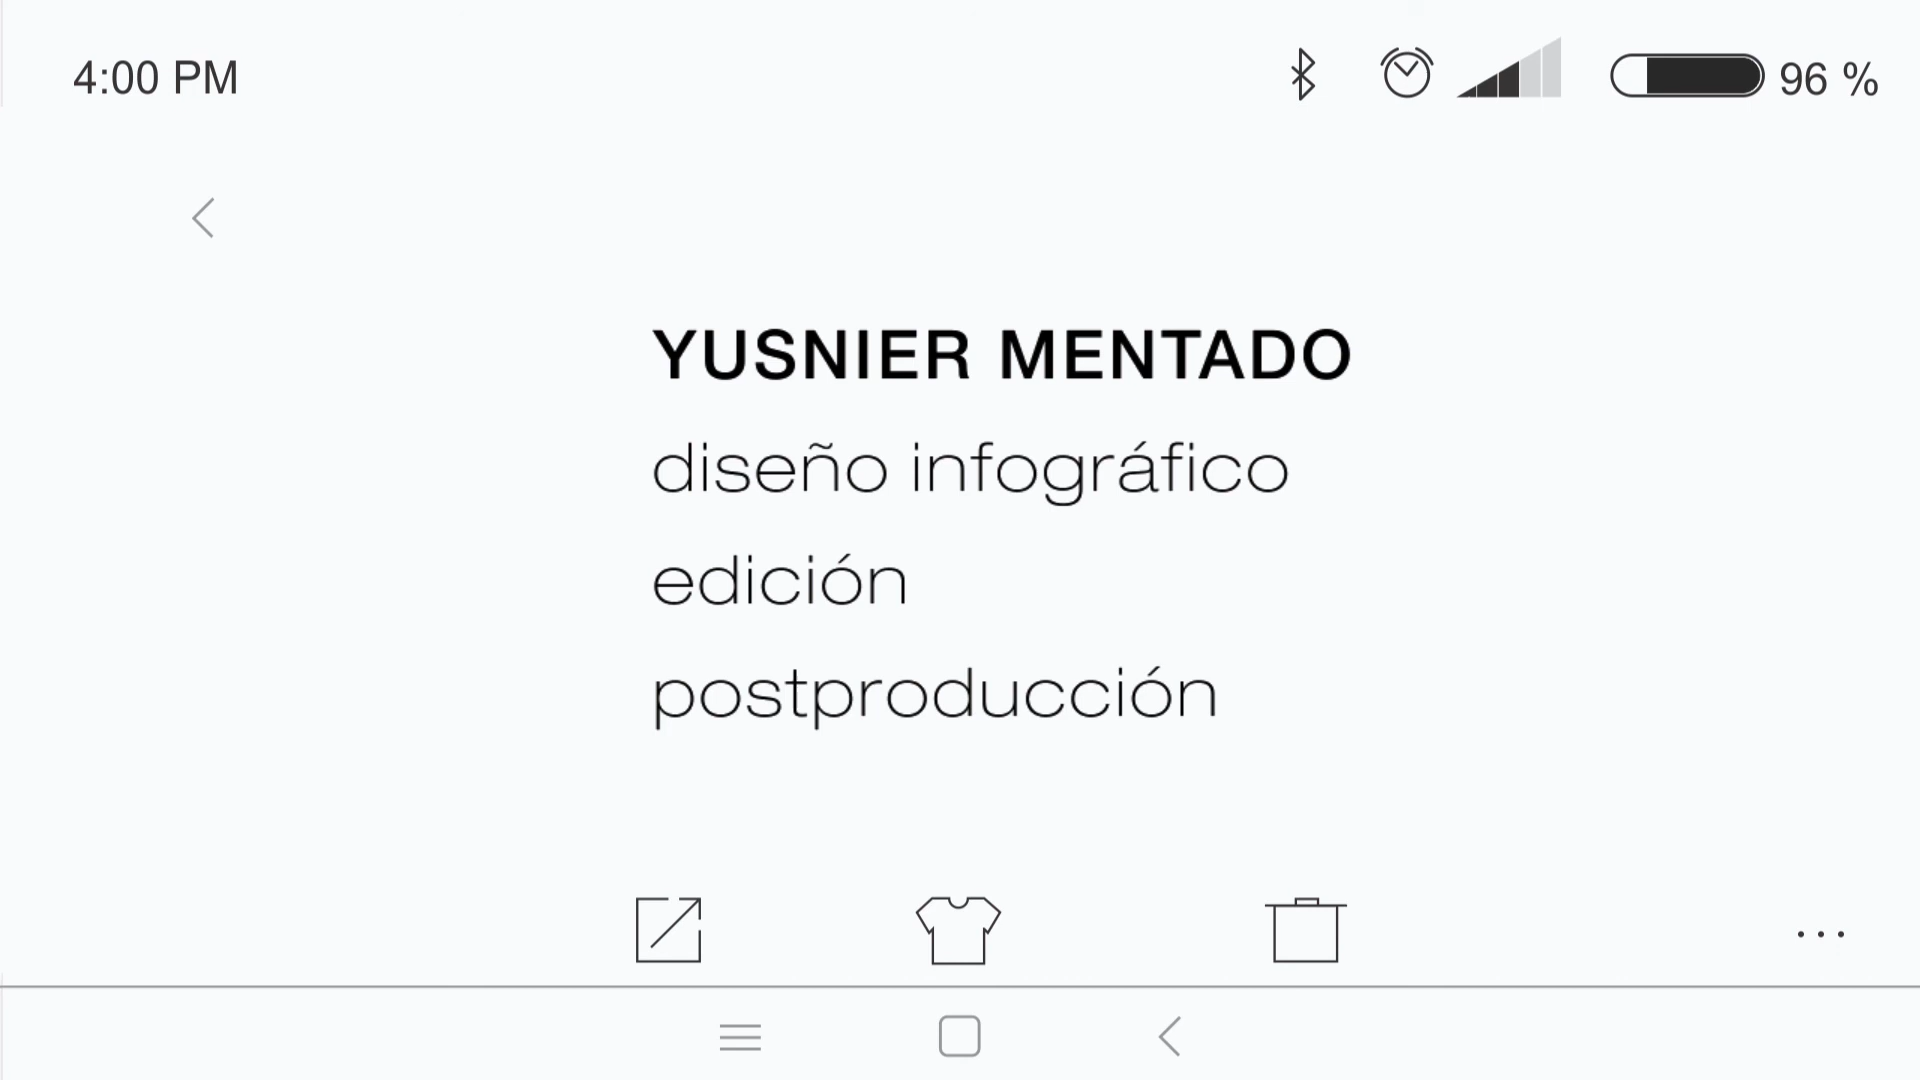 4:00 PM
96 %
YUSNIER MENTADO
diseño infográfico
edición
postproducción